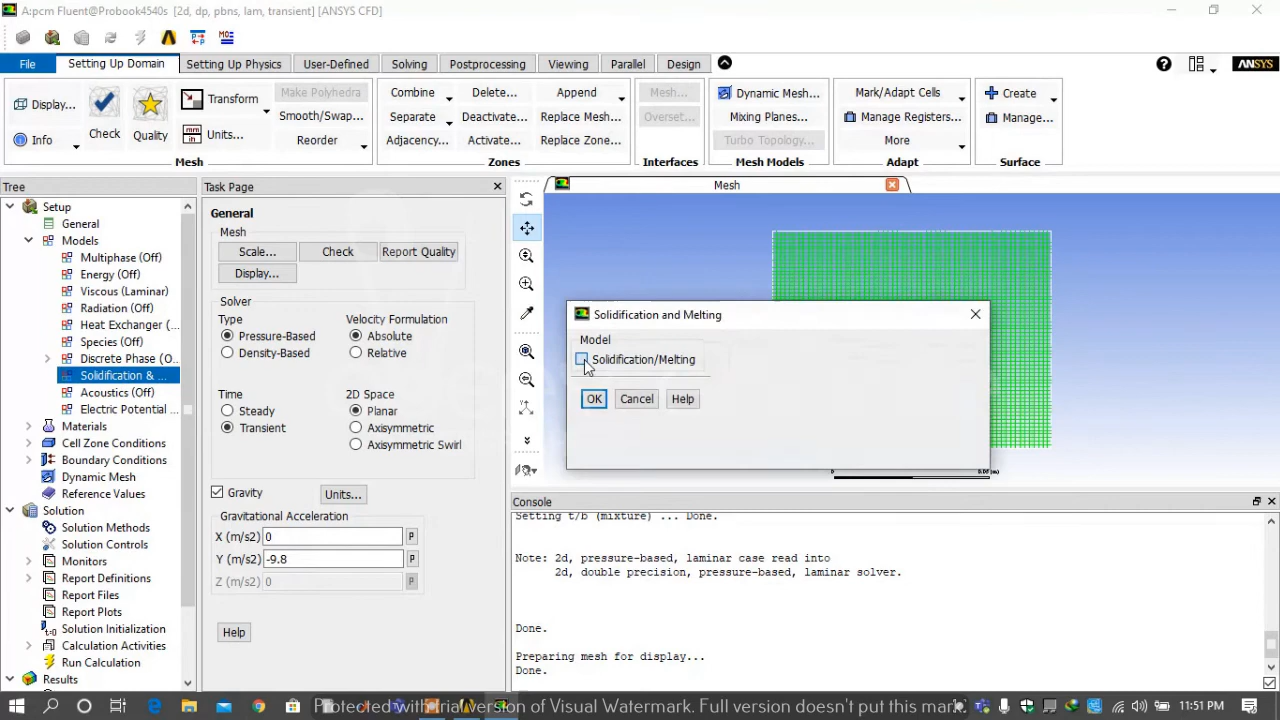 A:pcm Fluent@Probook4540s [2d, dp, pbns, lam, transient] [ANSYS CFD]
File Setting Up Domain Setting Up Physics User-Defined Solving Postprocessing Viewing Parallel Design ANSYS
Display...
Info
Check
Quality
Transform
Units...
Make Polyhedra
Smooth/Swap...
Reorder
Mesh
Combine Delete... Append
Separate Deactivate... Replace Mesh...
Adjacency... Activate... Replace Zone...
Zones
Mesh...
Overset...
Interfaces
Dynamic Mesh...
Mixing Planes...
Turbo Topology...
Mesh Models
Mark/Adapt Cells
Manage Registers...
More
Adapt
Create
Manage...
Surface
Tree
Setup
General
Models
Multiphase (Off)
Energy (Off)
Viscous (Laminar)
Radiation (Off)
Heat Exchanger (...
Species (Off)
Discrete Phase (O...
Solidification & ...
Acoustics (Off)
Electric Potential
Materials
Cell Zone Conditions
Boundary Conditions
Dynamic Mesh
Reference Values
Solution
Solution Methods
Solution Controls
Monitors
Report Definitions
Report Files
Report Plots
Solution Initialization
Calculation Activities
Run Calculation
Results
Task Page
General
Mesh
Scale... Check Report Quality
Display...
Solver
Type Velocity Formulation
Pressure-Based Absolute
Density-Based Relative
Time 2D Space
Steady Planar
Transient Axisymmetric
Axisymmetric Swirl
Gravity Units...
Gravitational Acceleration
X (m/s2) 0 P
Y (m/s2) -9.8 P
Z (m/s2) 0 P
Help
Mesh
Solidification and Melting
Model
Solidification/Melting
OK Cancel Help
Console
Setting t/b (mixture) ... Done.
Note: 2d, pressure-based, laminar case read into
2d, double precision, pressure-based, laminar solver.
Done.
Preparing mesh for display...
Done.
Protected with trial version of Visual Watermark. Full version doesn't put this mark.
11:51 PM